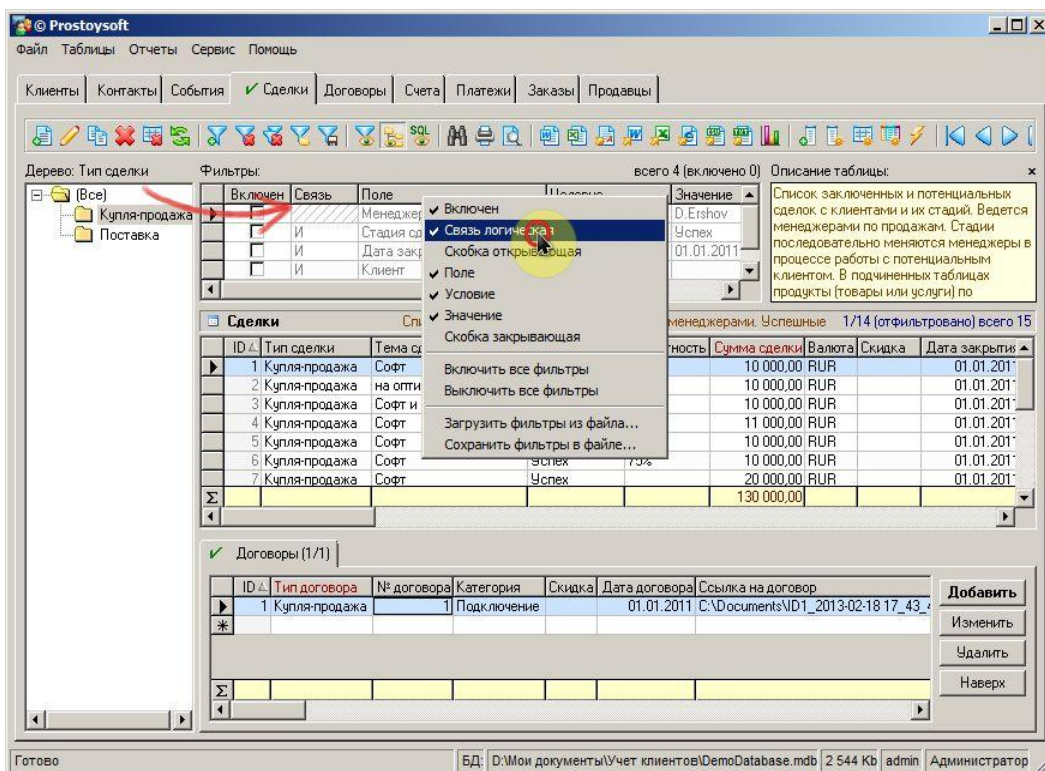 © Prostoysoft
Файл Таблицы Отчеты Сервис Помощь
Клиенты Контакты События Сделки Договоры Счета Платежи Заказы Продавцы
SQL
Дерево: Тип сделки
(Все)
Купля-продажа
Поставка
Фильтры: всего 4 (включено 0)
Включен Связь Поле Значение
D.Ershov
И Стадия Успех
И Дата 01.01.2011
И Клиент
Описание таблицы:
Список заключенных и потенциальных
сделок с клиентами и их стадий. Ведется
менеджерами по продажам. Стадии
последовательно меняются менеджеры в
процессе работы с потенциальным
клиентом. В подчиненных таблицах
продукты (товары или услуги) по
Включен
Связь логическая
Скобка открывающая
Поле
Условие
Значение
Скобка закрывающая
Включить все фильтры
Выключить все фильтры
Загрузить фильтры из файла...
Сохранить фильтры в файле...
Сделки менеджерами. Успешные 1/14 (отфильтровано) всего 15
ID Тип сделки Сумма сделки Валюта Скидка Дата закрытия
1 Купля-продажа Софт 10 000,00 RUR 01.01.201
2 Купля-продажа на 10 000,00 RUR 01.01.201
3 Купля-продажа Софт и 10 000,00 RUR 01.01.201
4 Купля-продажа Софт 11 000,00 RUR 01.01.201
5 Купля-продажа Софт 10 000,00 RUR 01.01.201
6 Купля-продажа Софт Успех 75% 10 000,00 RUR 01.01.201
7 Купля-продажа Софт Успех 20 000,00 RUR 01.01.201
Σ 130 000,00
Договоры (1/1)
ID Тип договора № договора Категория Скидка Дата договора Ссылка на договор
1 Купля-продажа 1 Подключение 01.01.2011 C:\Documents\ID1_2013-02-18 17_43_
Σ
Добавить
Изменить
Удалить
Наверх
Готово БД: D:\Мои документы\Учет клиентов\DemoDatabase.mdb 2 544 Kb admin Администратор